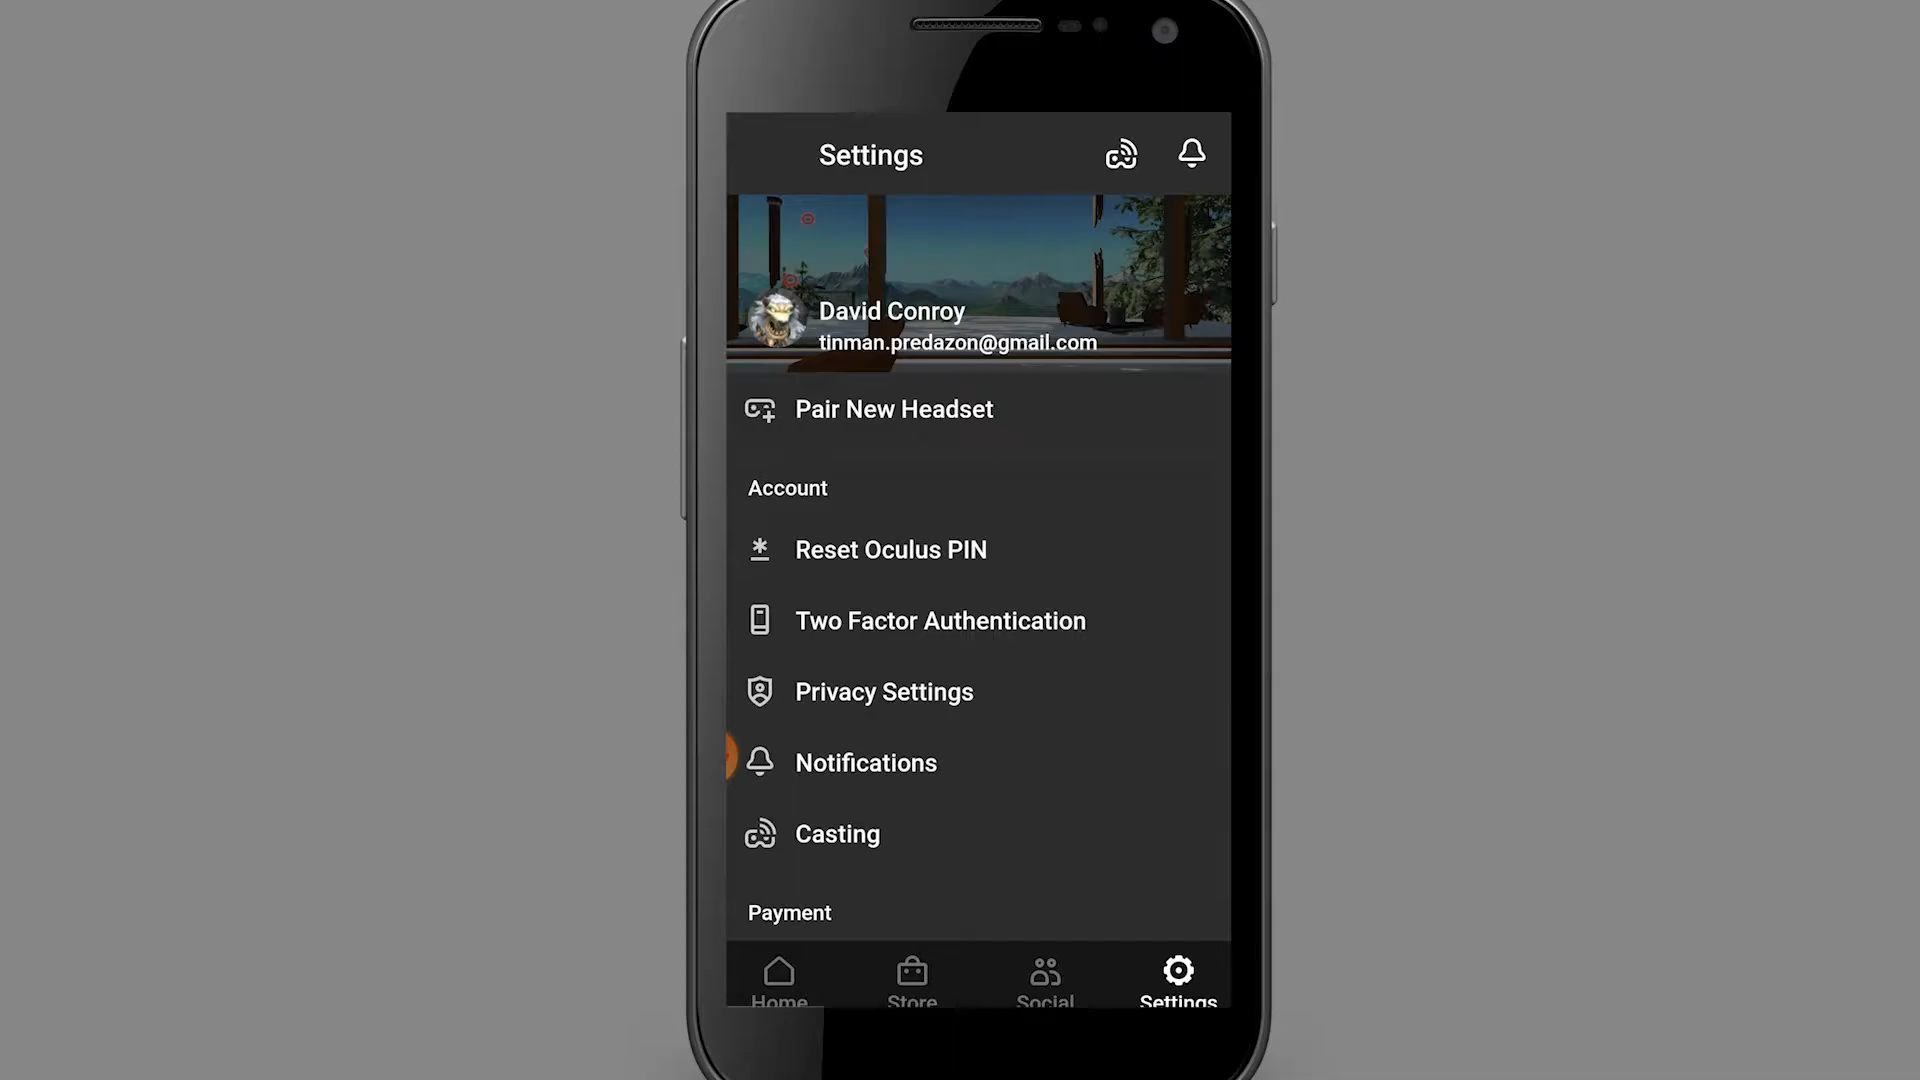 Settings
David Conroy
tinman.predazon@gmail.com
Pair New Headset
Account
Reset Oculus PIN
Two Factor Authentication
Privacy Settings
Notifications
Casting
Payment
Home Store Social Settings